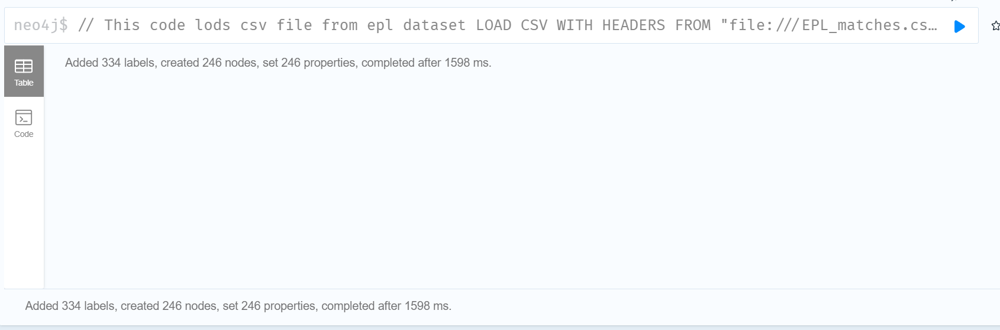 neo4j$ // This code lods csv file from epl dataset LOAD CSV WITH HEADERS FROM "file:///EPL_matches.cs…
Table
Added 334 labels, created 246 nodes, set 246 properties, completed after 1598 ms.
Code
Added 334 labels, created 246 nodes, set 246 properties, completed after 1598 ms.